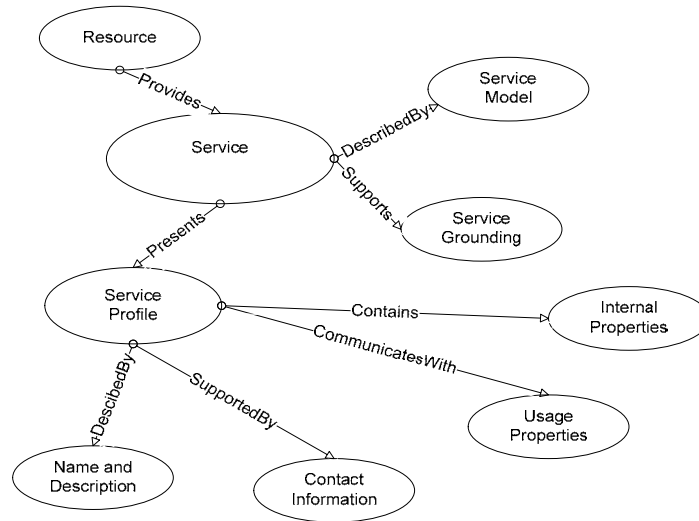 Resource
Provides
Service
Model
DescribedBy
Service
Supports
Service
Grounding
Presents
Service
Profile
Contains
Internal
Properties
CommunicatesWith
DescibedBy
SupportedBy
Usage
Properties
Name and
Description
Contact
Information